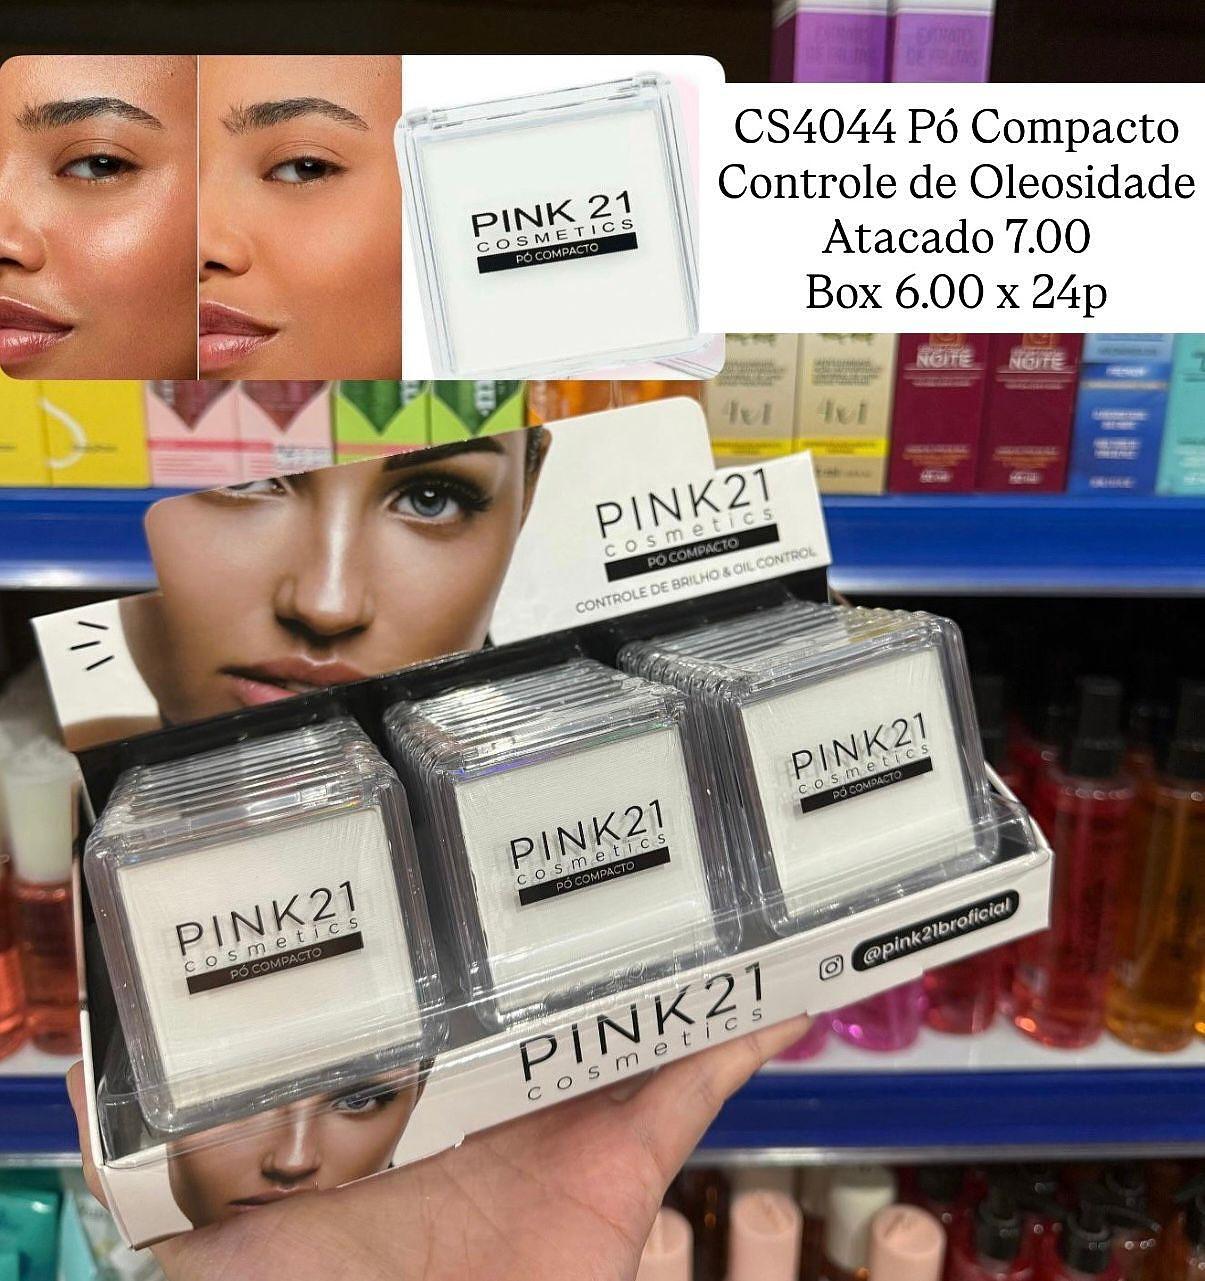 CS4044 Pó Compacto
Controle de Oleosidade
Atacado 7.00
Box 6.00 x 24p
PINK 21
COSMETICS
PÓ COMPACTO
NOITE
NOITE
4v1
4v1
PINK21
cosmetics
PÓ COMPACTO
CONTROLE DE BRILHO & OIL CONTROL
PINK21
cosmetics
PÓ COMPACTO
PINK21
cosmetics
PÓ COMPACTO
PINK21
cosmetics
PÓ COMPACTO
@pink21broficial
PINK21
cosmetics